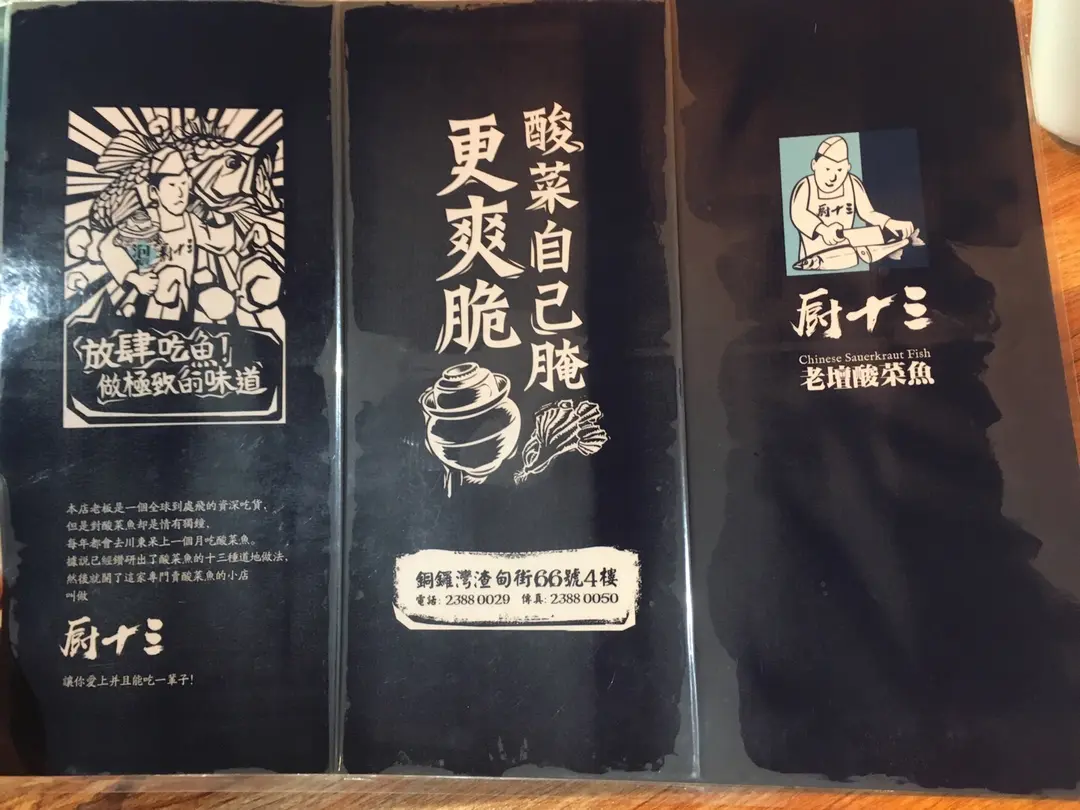 泡
廚十三
放肆吃魚!
做極致的味道
本店老板是一個全球到處飛的資深吃貨,
但是對酸菜魚却是情有獨鐘,
每年都會去川東呆上一個月吃酸菜魚。
據說已經鑽研出了酸菜魚的十三種道地做法,
然後就開了這家專門賣酸菜魚的小店
叫做
廚十三
讓你愛上并且能吃一輩子!
酸菜自己腌
更爽脆
銅鑼灣渣甸街66號4樓
電話: 2388 0029 傳真: 2388 0050
廚十三
廚十三
Chinese Sauerkraut Fish
老壇酸菜魚